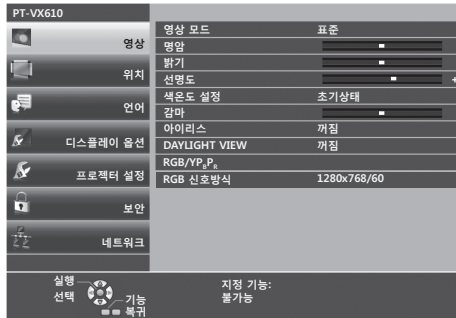 PT-VX610
영상
위치
언어
디스플레이 옵션
프로젝터 설정
보안
네트워크
영상 모드 표준
명암
밝기
선명도 +
색온도 설정 초기상태
감마
아이리스 꺼짐
DAYLIGHT VIEW 꺼짐
RGB/YPBPR
RGB 신호방식 1280x768/60
실행
선택
기능
복귀
지정 기능:
불가능